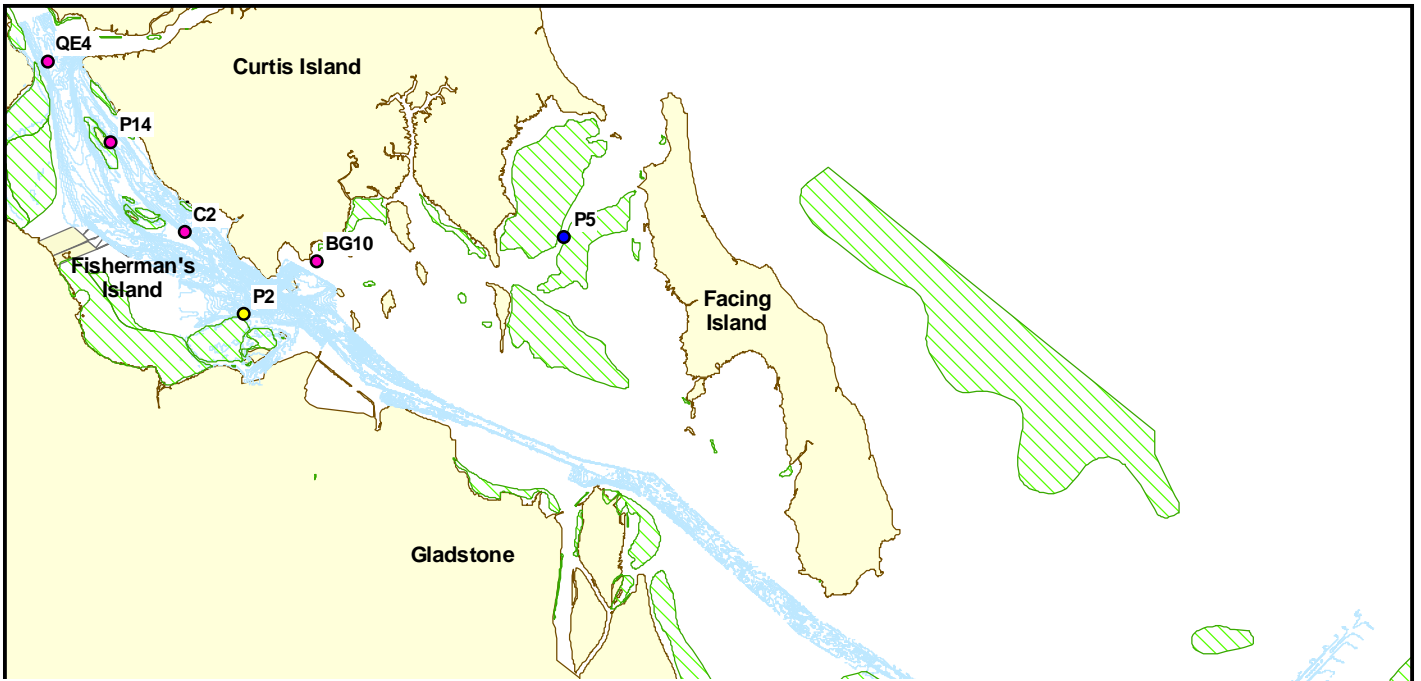 QE4
Curtis Island
P14
C2
P5
BG10
Fisherman's
Island
P2
Facing
Island
Gladstone